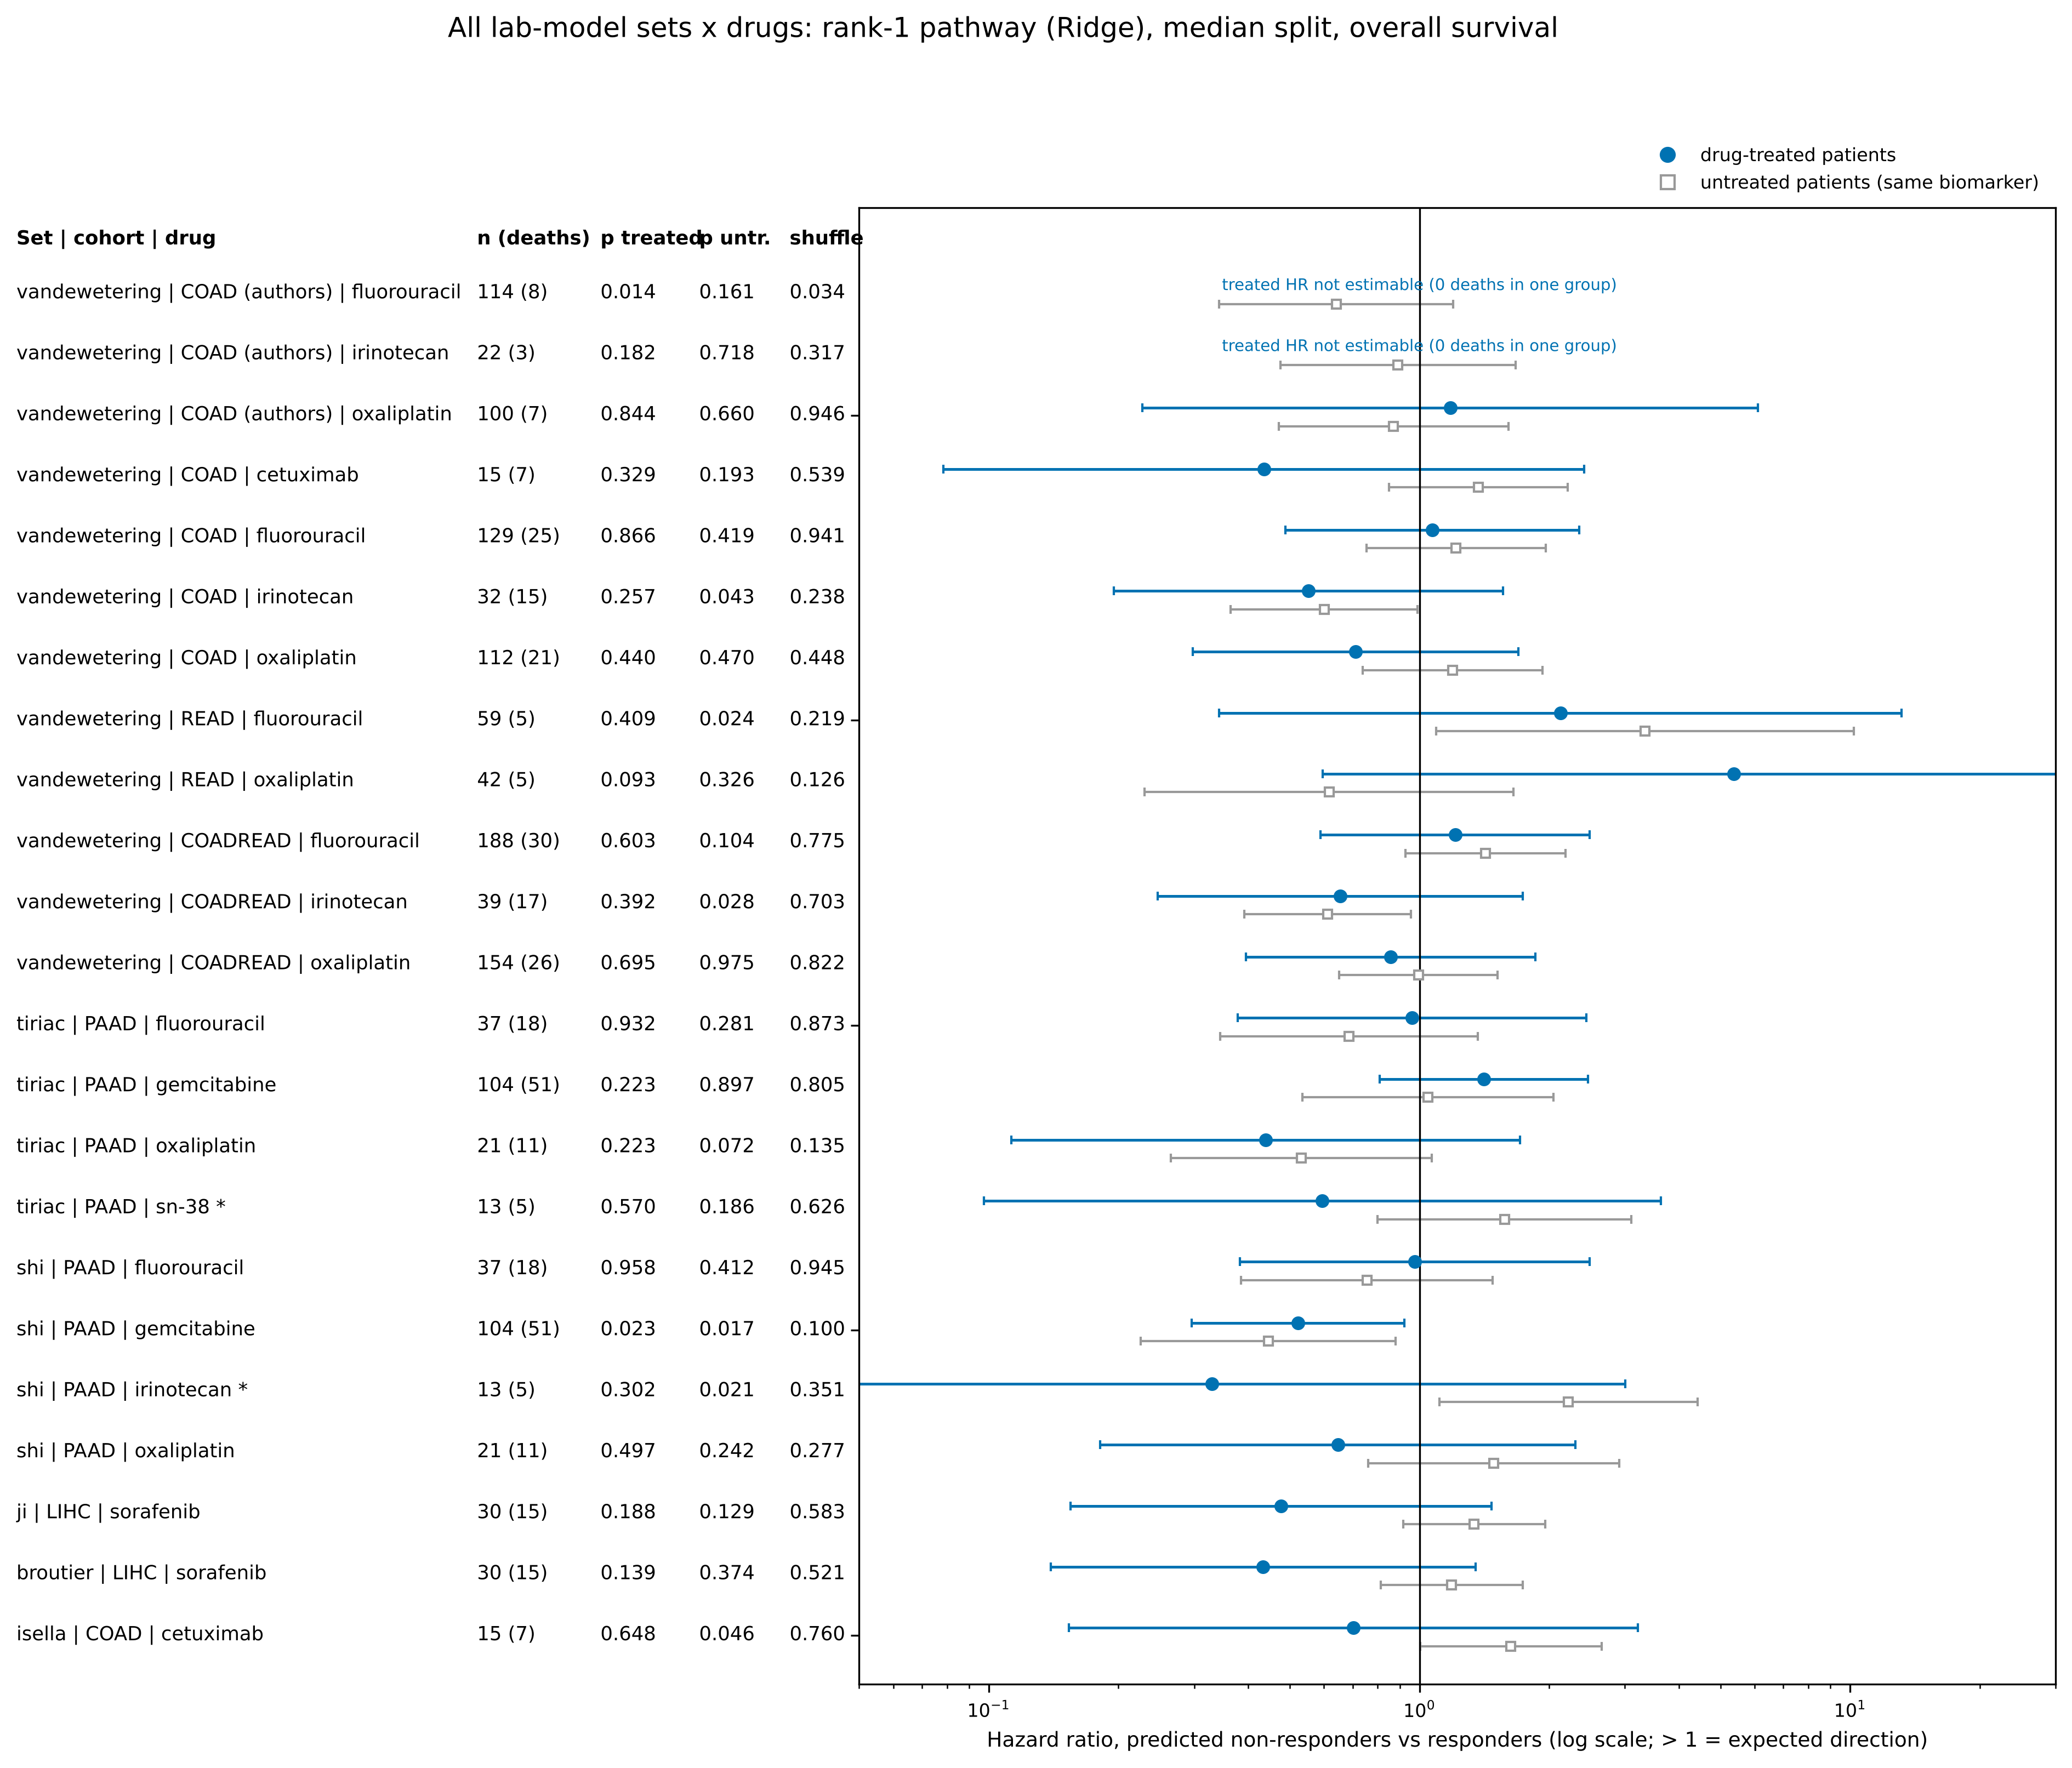 All lab-model sets x drugs: rank-1 pathway (Ridge), median split, overall survival
drug-treated patients
untreated patients (same biomarker)
Set | cohort | drug n (deaths) p treated p untr. shuffle
vandewetering | COAD (authors) | fluorouracil 114 (8) 0.014 0.161 0.034 treated HR not estimable (0 deaths in one group)
vandewetering | COAD (authors) | irinotecan 22 (3) 0.182 0.718 0.317 treated HR not estimable (0 deaths in one group)
vandewetering | COAD (authors) | oxaliplatin 100 (7) 0.844 0.660 0.946
vandewetering | COAD | cetuximab 15 (7) 0.329 0.193 0.539
vandewetering | COAD | fluorouracil 129 (25) 0.866 0.419 0.941
vandewetering | COAD | irinotecan 32 (15) 0.257 0.043 0.238
vandewetering | COAD | oxaliplatin 112 (21) 0.440 0.470 0.448
vandewetering | READ | fluorouracil 59 (5) 0.409 0.024 0.219
vandewetering | READ | oxaliplatin 42 (5) 0.093 0.326 0.126
vandewetering | COADREAD | fluorouracil 188 (30) 0.603 0.104 0.775
vandewetering | COADREAD | irinotecan 39 (17) 0.392 0.028 0.703
vandewetering | COADREAD | oxaliplatin 154 (26) 0.695 0.975 0.822
tiriac | PAAD | fluorouracil 37 (18) 0.932 0.281 0.873
tiriac | PAAD | gemcitabine 104 (51) 0.223 0.897 0.805
tiriac | PAAD | oxaliplatin 21 (11) 0.223 0.072 0.135
tiriac | PAAD | sn-38 * 13 (5) 0.570 0.186 0.626
shi | PAAD | fluorouracil 37 (18) 0.958 0.412 0.945
shi | PAAD | gemcitabine 104 (51) 0.023 0.017 0.100
shi | PAAD | irinotecan * 13 (5) 0.302 0.021 0.351
shi | PAAD | oxaliplatin 21 (11) 0.497 0.242 0.277
ji | LIHC | sorafenib 30 (15) 0.188 0.129 0.583
broutier | LIHC | sorafenib 30 (15) 0.139 0.374 0.521
isella | COAD | cetuximab 15 (7) 0.648 0.046 0.760
10⁻¹ 10⁰ 10¹
Hazard ratio, predicted non-responders vs responders (log scale; > 1 = expected direction)